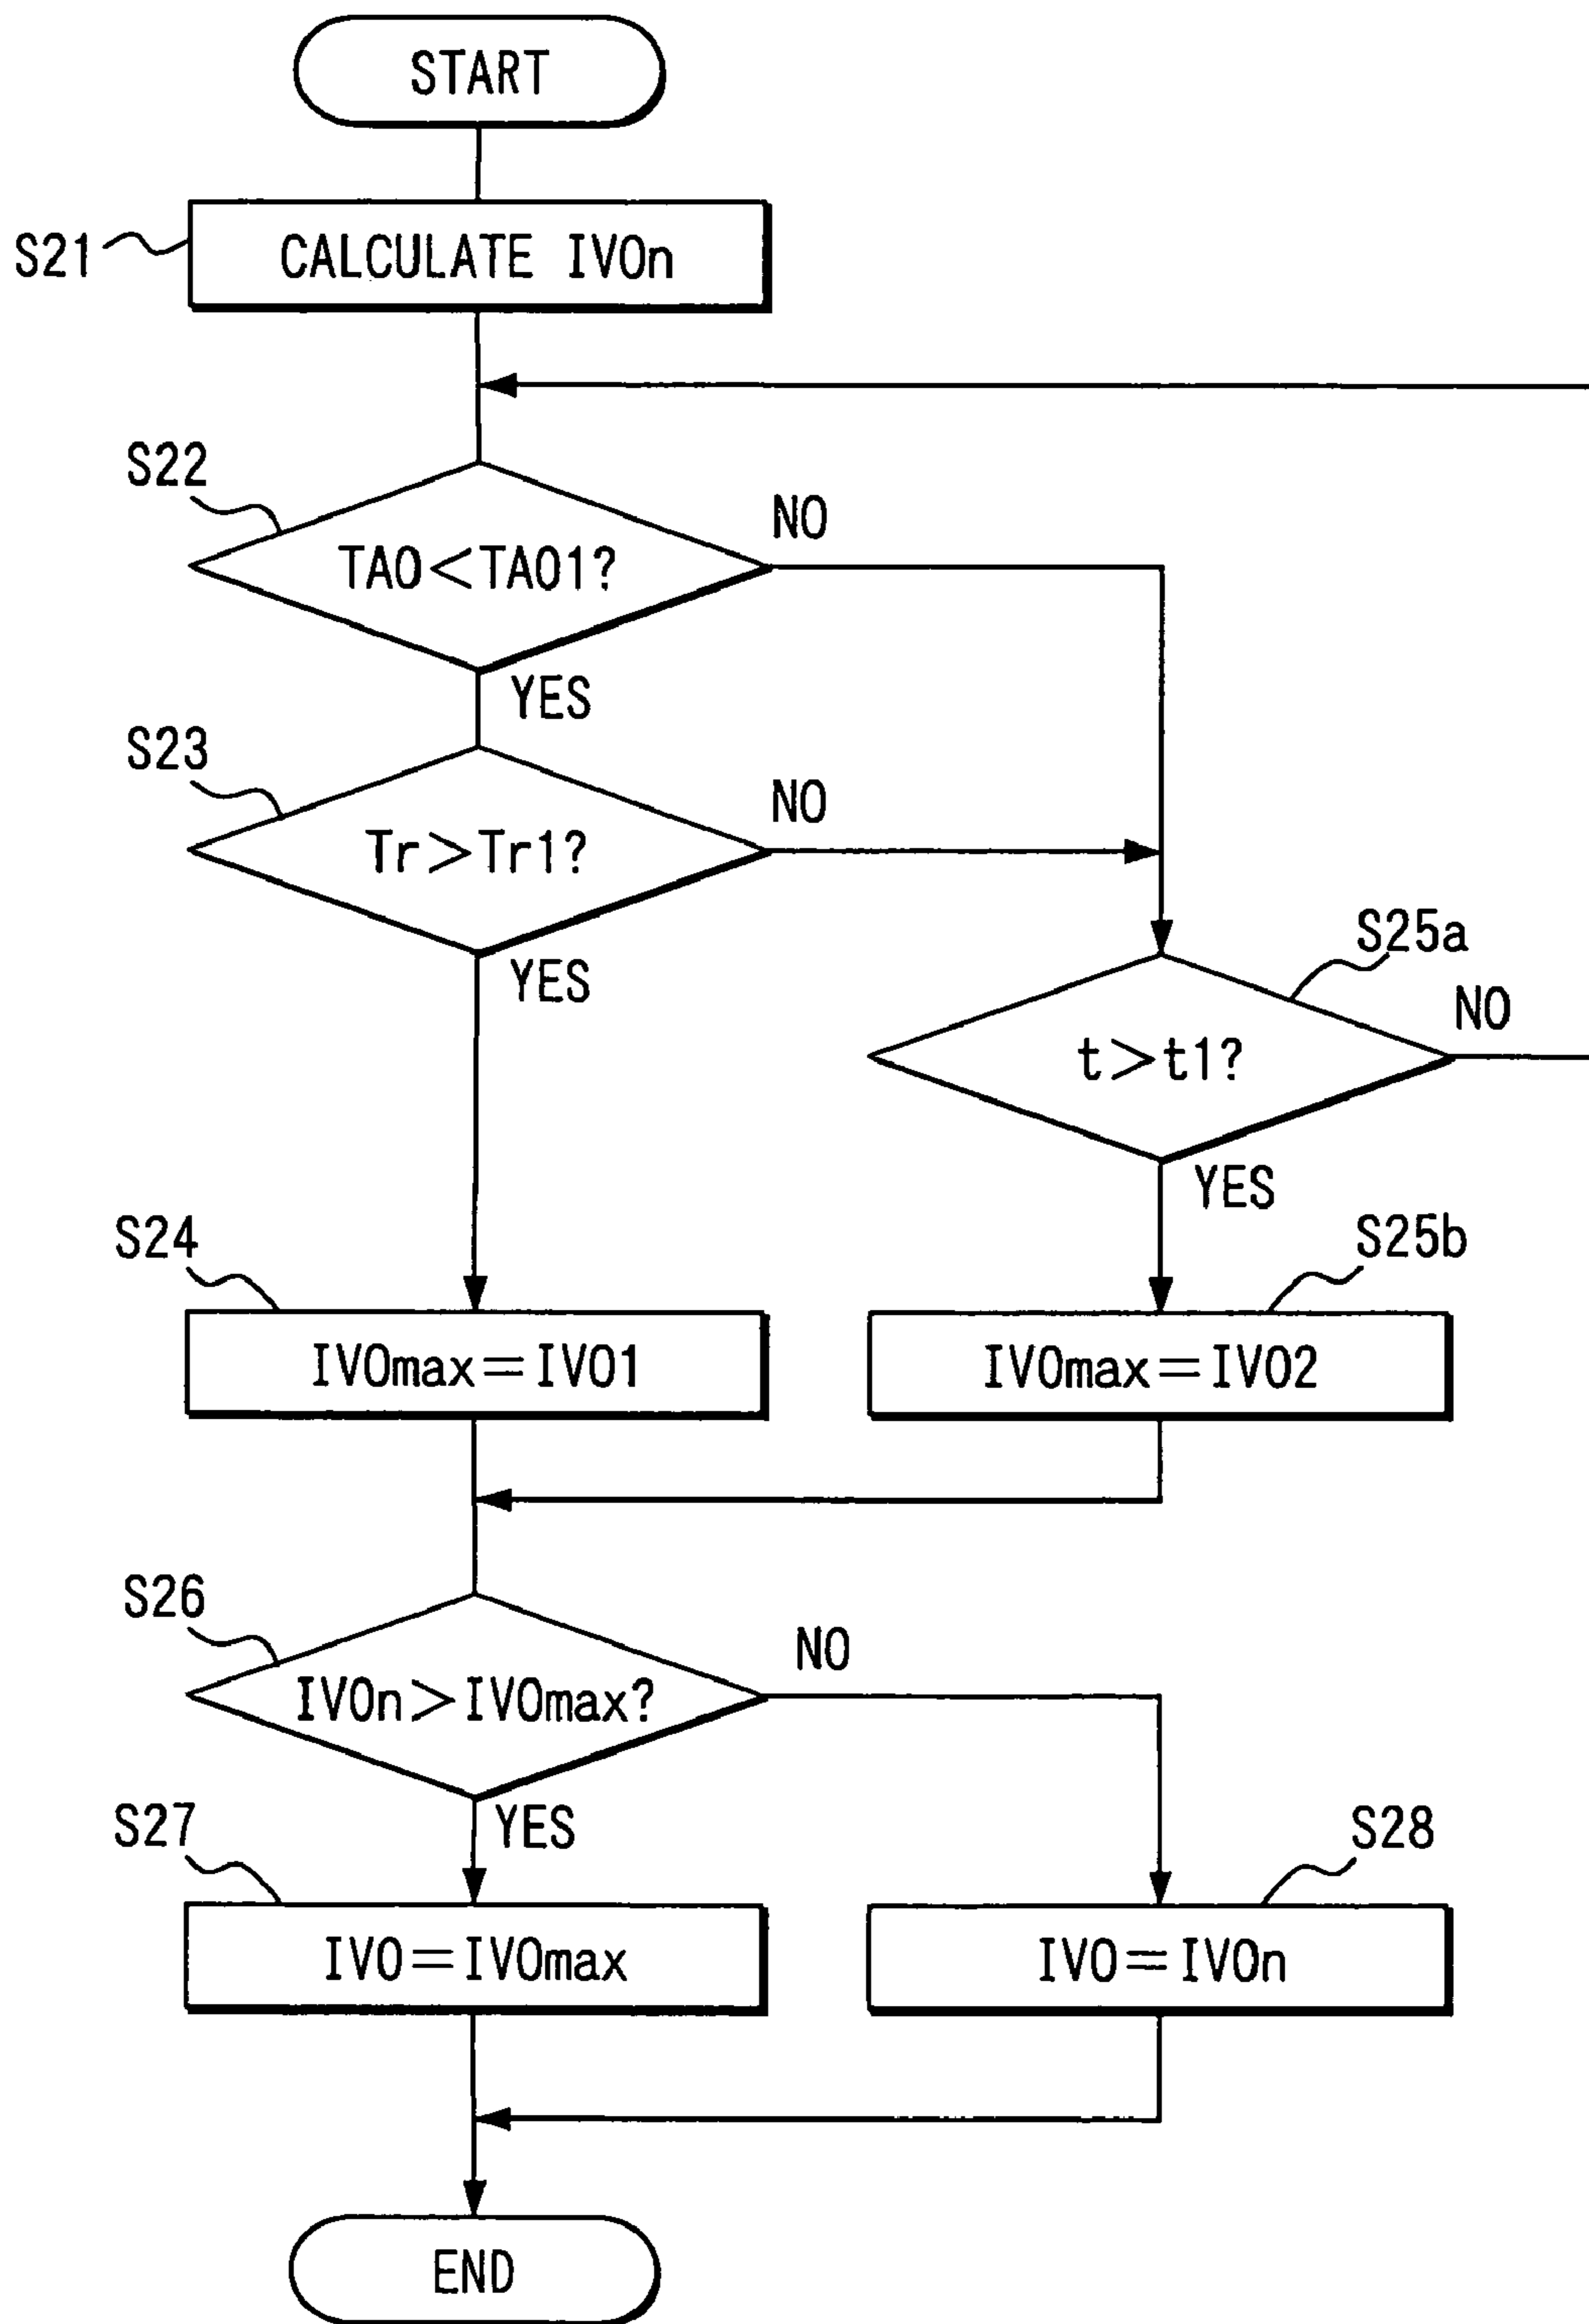 START
S21
CALCULATE IVOn
S22
TAO<TAO1?
NO
YES
S23
Tr>Tr1?
NO
YES
S25a
t>t1?
NO
YES
S24
IVOmax=IVO1
S25b
IVOmax=IVO2
S26
IVOn>IVOmax?
NO
YES
S27
IVO=IVOmax
S28
IVO=IVOn
END